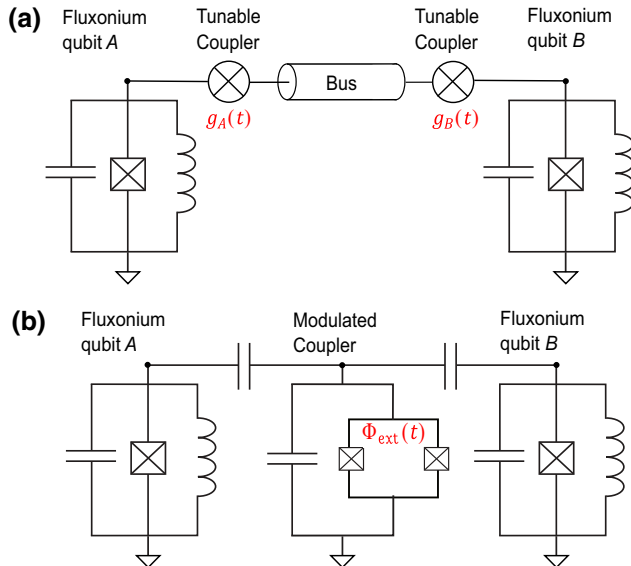 (a)
Fluxonium
qubit A
Tunable
Coupler
Tunable
Coupler
Fluxonium
qubit B
Bus
g_A(t)
g_B(t)
(b)
Fluxonium
qubit A
Modulated
Coupler
Fluxonium
qubit B
Φ_ext(t)